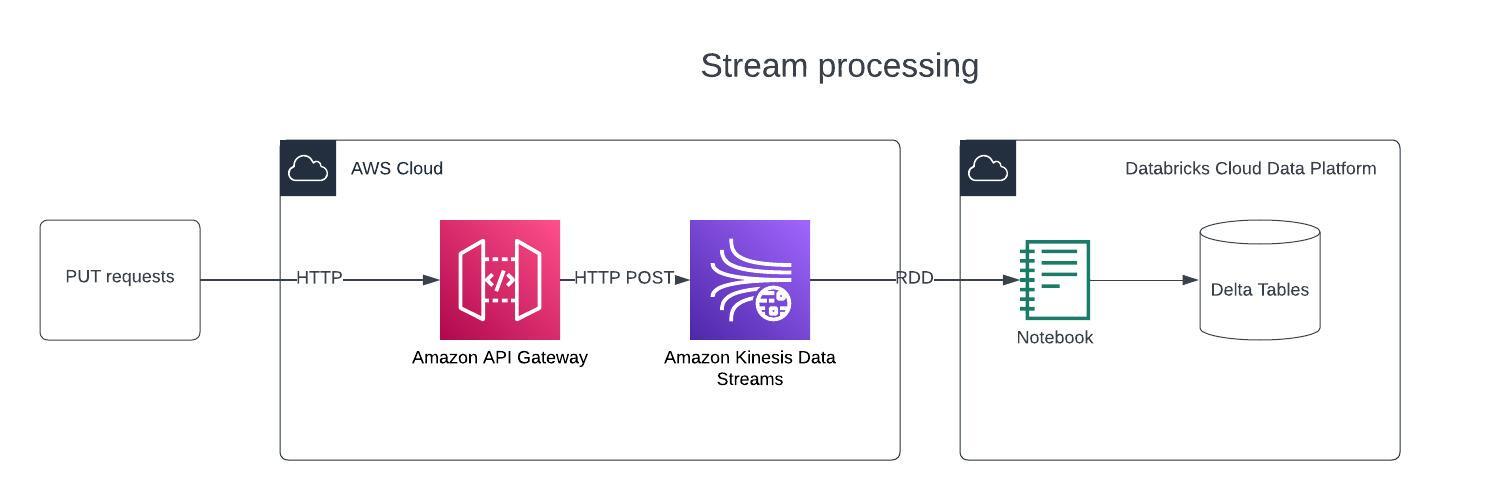 Stream processing
AWS Cloud
Databricks Cloud Data Platform
PUT requests
HTTP
HTTP POST
RDD
Delta Tables
Notebook
Amazon API Gateway
Amazon Kinesis Data
Streams